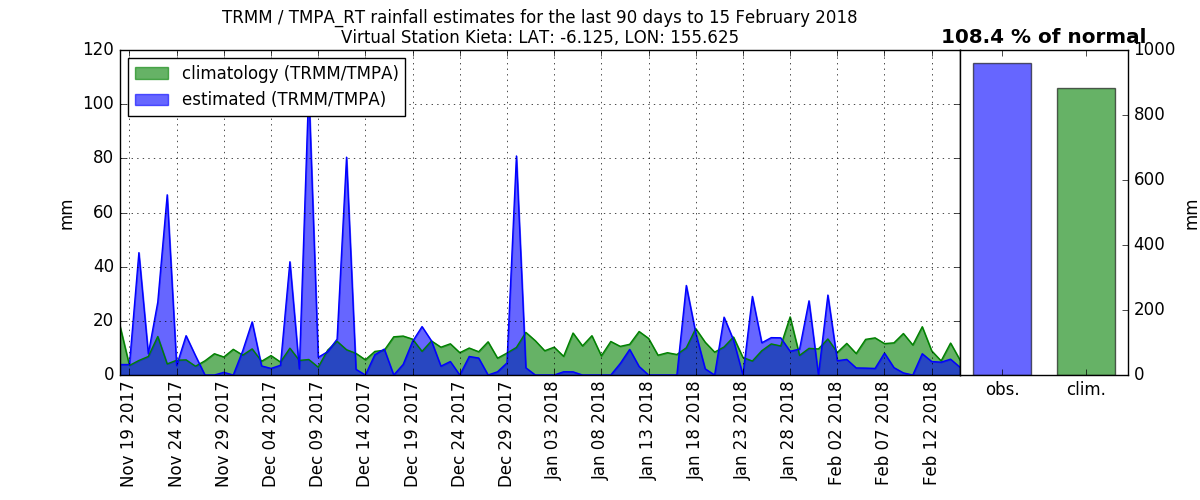 TRMM / TMPA_RT rainfall estimates for the last 90 days to 15 February 2018
Virtual Station Kieta: LAT: -6.125, LON: 155.625
108.4 % of normal
climatology (TRMM/TMPA)
estimated (TRMM/TMPA)
120
100
80
60
40
20
0
mm
1000
800
600
400
200
0
mm
Nov 19 2017
Nov 24 2017
Nov 29 2017
Dec 04 2017
Dec 09 2017
Dec 14 2017
Dec 19 2017
Dec 24 2017
Dec 29 2017
Jan 03 2018
Jan 08 2018
Jan 13 2018
Jan 18 2018
Jan 23 2018
Jan 28 2018
Feb 02 2018
Feb 07 2018
Feb 12 2018
obs.
clim.